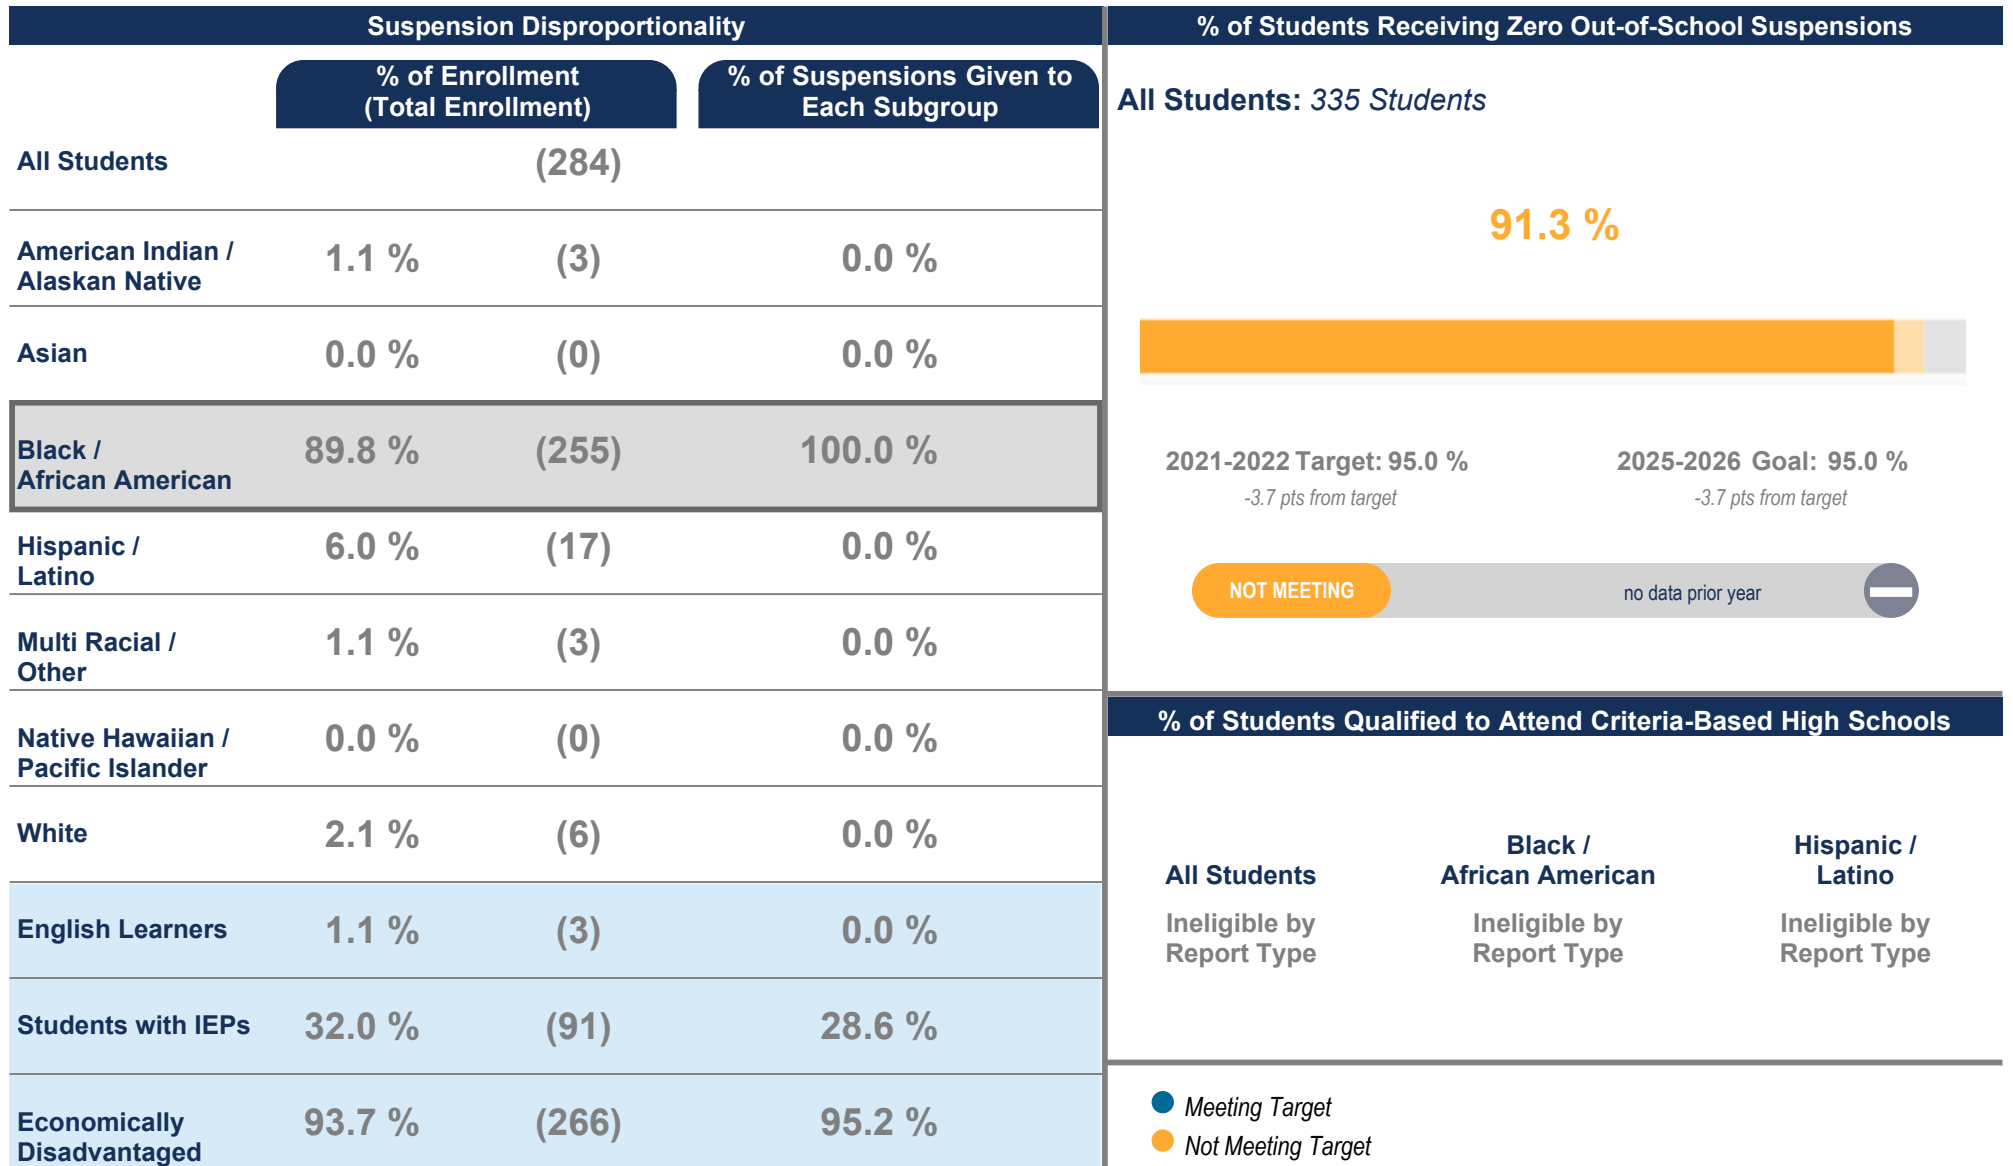 Suspension Disproportionality
% of Enrollment
(Total Enrollment)
% of Suspensions Given to
Each Subgroup
All Students (284)
American Indian /
Alaskan Native
1.1 % (3) 0.0 %
Asian 0.0 % (0) 0.0 %
Black /
African American
89.8 % (255) 100.0 %
Hispanic /
Latino
6.0 % (17) 0.0 %
Multi Racial /
Other
1.1 % (3) 0.0 %
Native Hawaiian /
Pacific Islander
0.0 % (0) 0.0 %
White 2.1 % (6) 0.0 %
English Learners 1.1 % (3) 0.0 %
Students with IEPs 32.0 % (91) 28.6 %
Economically
Disadvantaged
93.7 % (266) 95.2 %
% of Students Receiving Zero Out-of-School Suspensions
All Students: 335 Students
91.3 %
2021-2022 Target: 95.0 %
-3.7 pts from target
2025-2026 Goal: 95.0 %
-3.7 pts from target
NOT MEETING
no data prior year
% of Students Qualified to Attend Criteria-Based High Schools
All Students
Ineligible by
Report Type
Black /
African American
Ineligible by
Report Type
Hispanic /
Latino
Ineligible by
Report Type
Meeting Target
Not Meeting Target